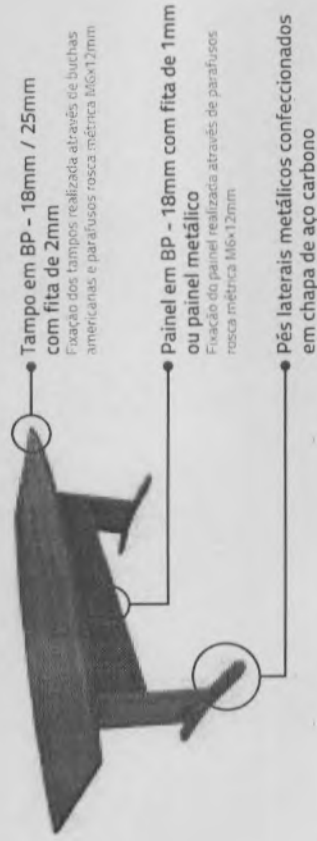 Tampo em BP - 18mm / 25mm
com fita de 2mm
Fixação dos tampos realizada através de buchas
americanas e parafusos rosca métrica M6x12mm
Painel em BP - 18mm com fita de 1mm
ou painel metálico
Fixação do painel realizada através de parafusos
rosca métrica M6x12mm
Pés laterais metálicos confeccionados
em chapa de aço carbono